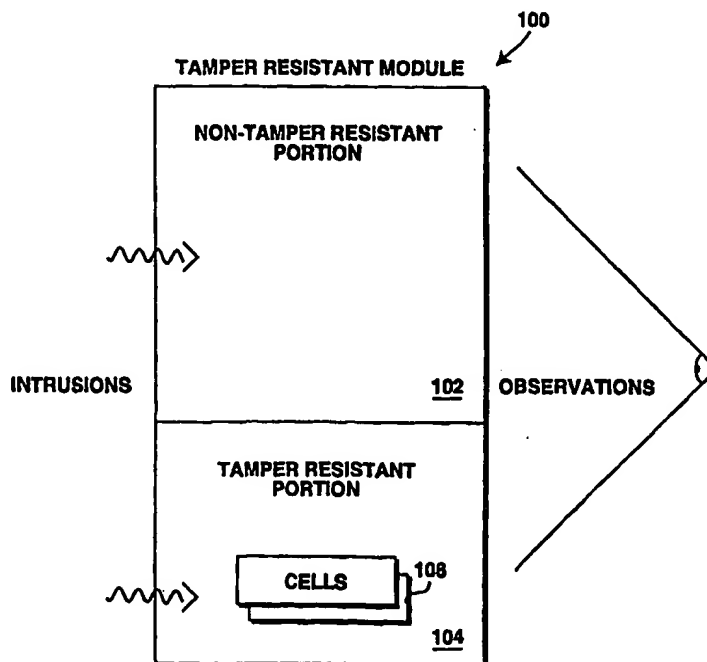 100
TAMPER RESISTANT MODULE
NON-TAMPER RESISTANT
PORTION
INTRUSIONS
102
OBSERVATIONS
TAMPER RESISTANT
PORTION
CELLS
108
104